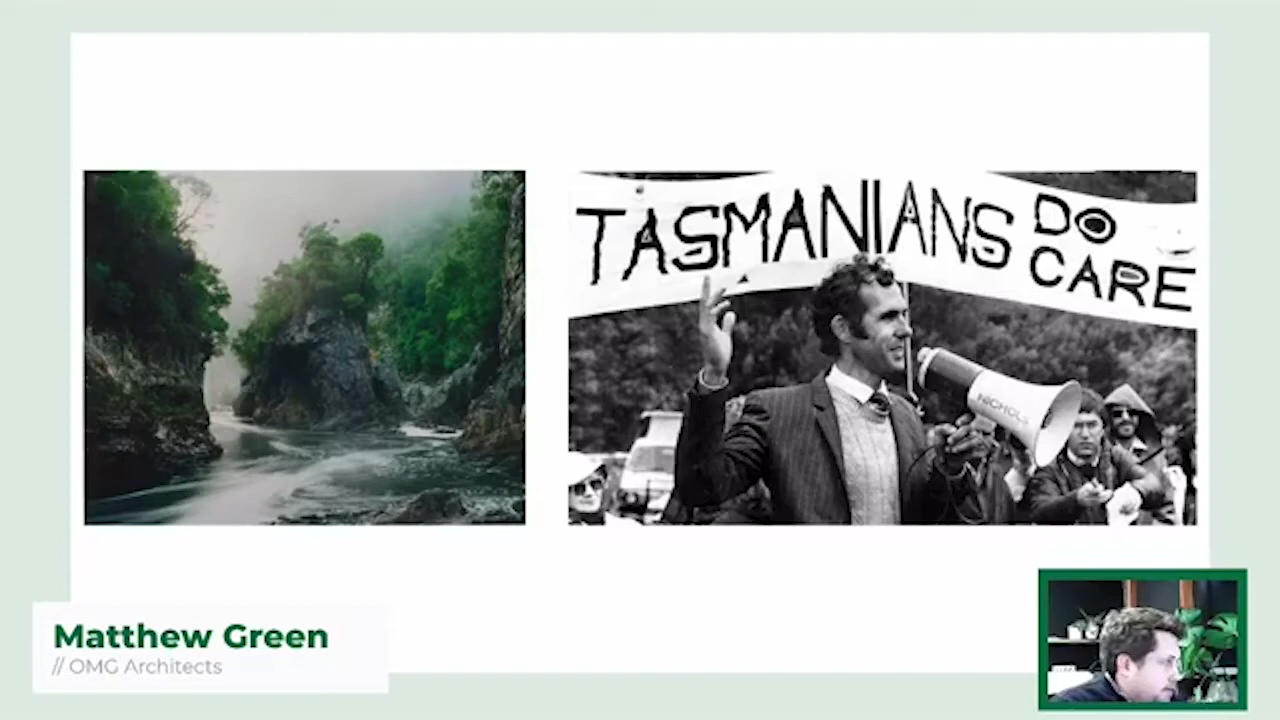 TASMANIANS DO
CARE
NICHOLS
Matthew Green
// OMG Architects